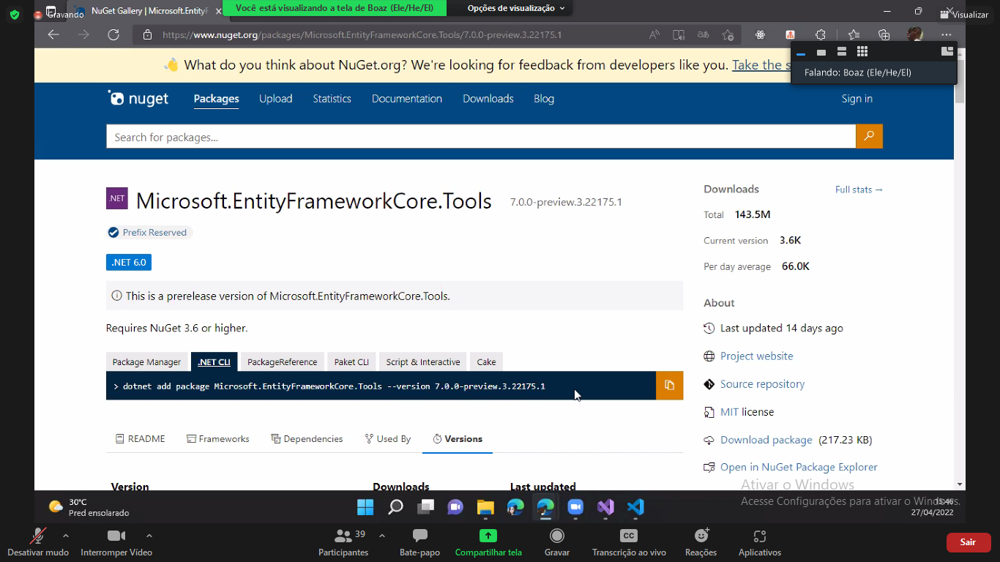 Gravando
NuGet Gallery | Microsoft.EntityF
Você está visualizando a tela de Boaz (Ele/He/El)
Opções de visualização
Visualizar
https://www.nuget.org/packages/Microsoft.EntityFrameworkCore.Tools/7.0.0-preview.3.22175.1
What do you think about NuGet.org? We're looking for feedback from developers like you. Take the s
Falando: Boaz (Ele/He/El)
nuget
Packages
Upload
Statistics
Documentation
Downloads
Blog
Sign in
Search for packages...
.NET
Microsoft.EntityFrameworkCore.Tools 7.0.0-preview.3.22175.1
Prefix Reserved
.NET 6.0
This is a prerelease version of Microsoft.EntityFrameworkCore.Tools.
Requires NuGet 3.6 or higher.
Package Manager
.NET CLI
PackageReference
Paket CLI
Script & Interactive
Cake
> dotnet add package Microsoft.EntityFrameworkCore.Tools --version 7.0.0-preview.3.22175.1
README
Frameworks
Dependencies
Used By
Versions
Version
Downloads
Last updated
Downloads
Full stats →
Total 143.5M
Current version 3.6K
Per day average 66.0K
About
Last updated 14 days ago
Project website
Source repository
MIT license
Download package (217.23 KB)
Open in NuGet Package Explorer
Ativar o Windows
Acesse Configurações para ativar o Windows.
30°C
Pred ensolarado
15:46
27/04/2022
Desativar mudo
Interromper Vídeo
39
Participantes
Bate-papo
Compartilhar tela
Gravar
CC
Transcrição ao vivo
Reações
Aplicativos
Sair